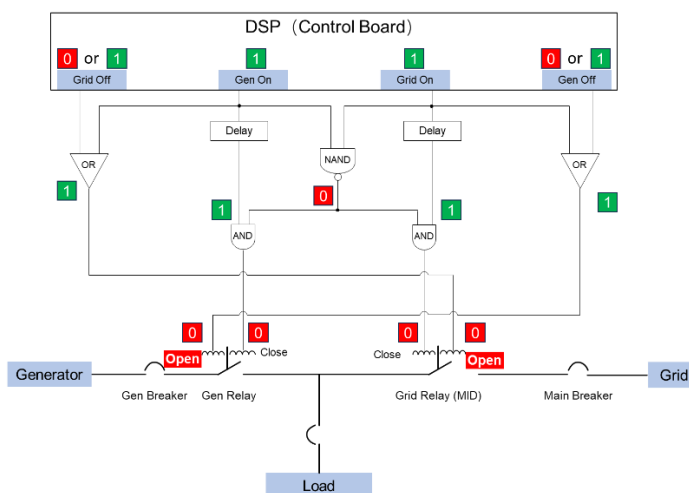 DSP（Control Board）
0 or 1
1
1
0 or 1
Grid Off
Gen On
Grid On
Gen Off
Delay
Delay
NAND
OR
OR
1
1
0
1
1
AND
AND
0
0
0
0
Open
Close
Close
Open
Generator
Grid
Gen Breaker
Gen Relay
Grid Relay (MID)
Main Breaker
Load